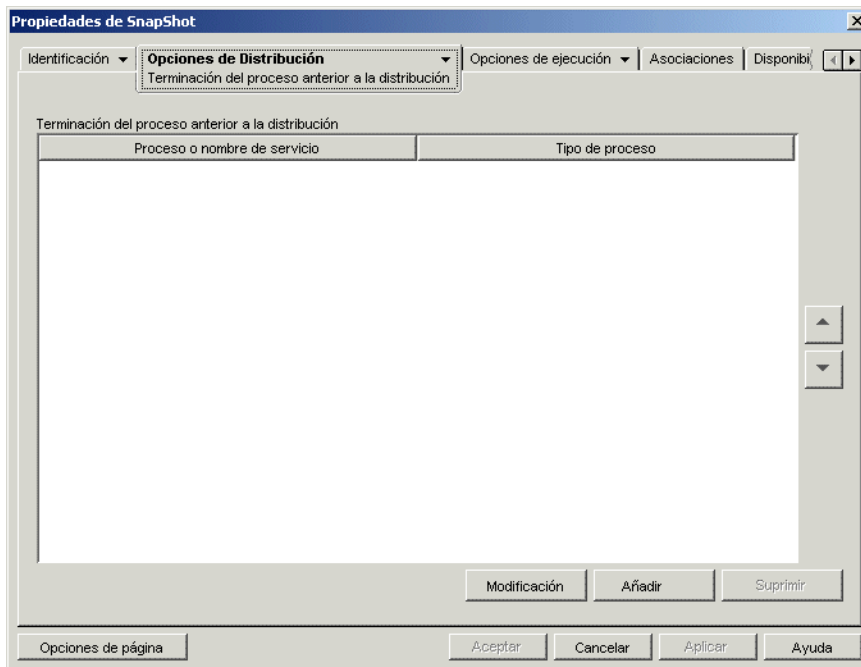 Propiedades de SnapShot
Identificación
Opciones de Distribución
Terminación del proceso anterior a la distribución
Opciones de ejecución
Asociaciones
Disponibi
Terminación del proceso anterior a la distribución
Proceso o nombre de servicio
Tipo de proceso
Modificación
Añadir
Suprimir
Opciones de página
Aceptar
Cancelar
Aplicar
Ayuda